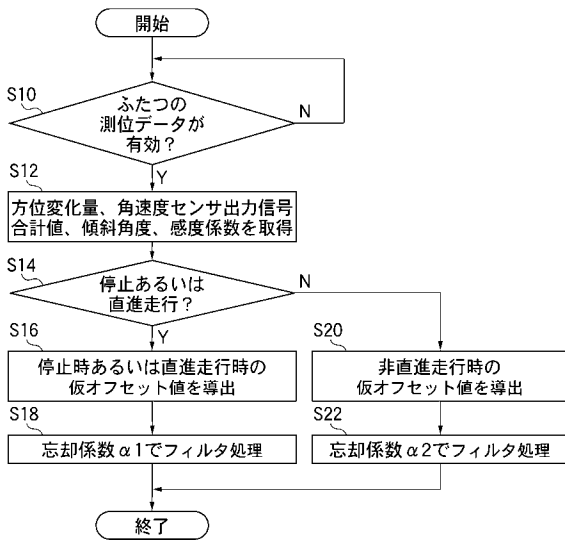 開始
S10
ふたつの
測位データが
有効？
N
Y
S12
方位変化量、角速度センサ出力信号
合計値、傾斜角度、感度係数を取得
S14
停止あるいは
直進走行？
N
Y
S16
停止時あるいは直進走行時の
仮オフセット値を導出
S20
非直進走行時の
仮オフセット値を導出
S18
忘却係数α1でフィルタ処理
S22
忘却係数α2でフィルタ処理
終了